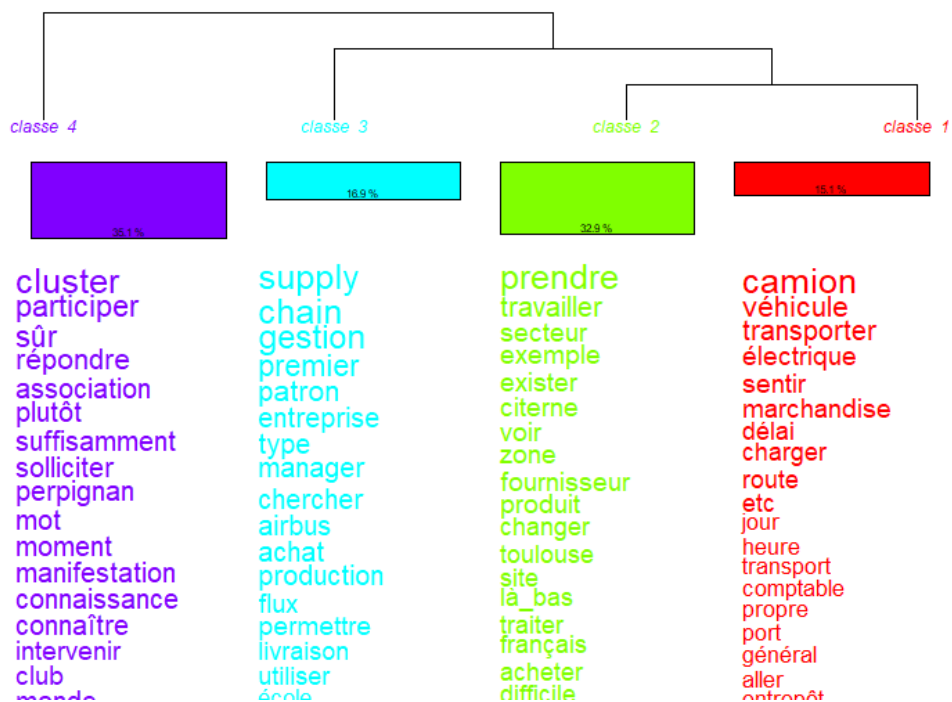 classe 4
classe 3
classe 2
classe 1
35.1 %
16.9 %
32.9 %
15.1 %
cluster
participer
sûr
répondre
association
plutôt
suffisamment
solliciter
perpignan
mot
moment
manifestation
connaissance
connaître
intervenir
club
monde
supply
chain
gestion
premier
patron
entreprise
type
manager
chercher
airbus
achat
production
flux
permettre
livraison
utiliser
école
prendre
travailler
secteur
exemple
exister
citerne
voir
zone
fournisseur
produit
changer
toulouse
site
là_bas
traiter
français
acheter
difficile
camion
véhicule
transporter
électrique
sentir
marchandise
délai
charger
route
etc
jour
heure
transport
comptable
propre
port
général
aller
entrepôt